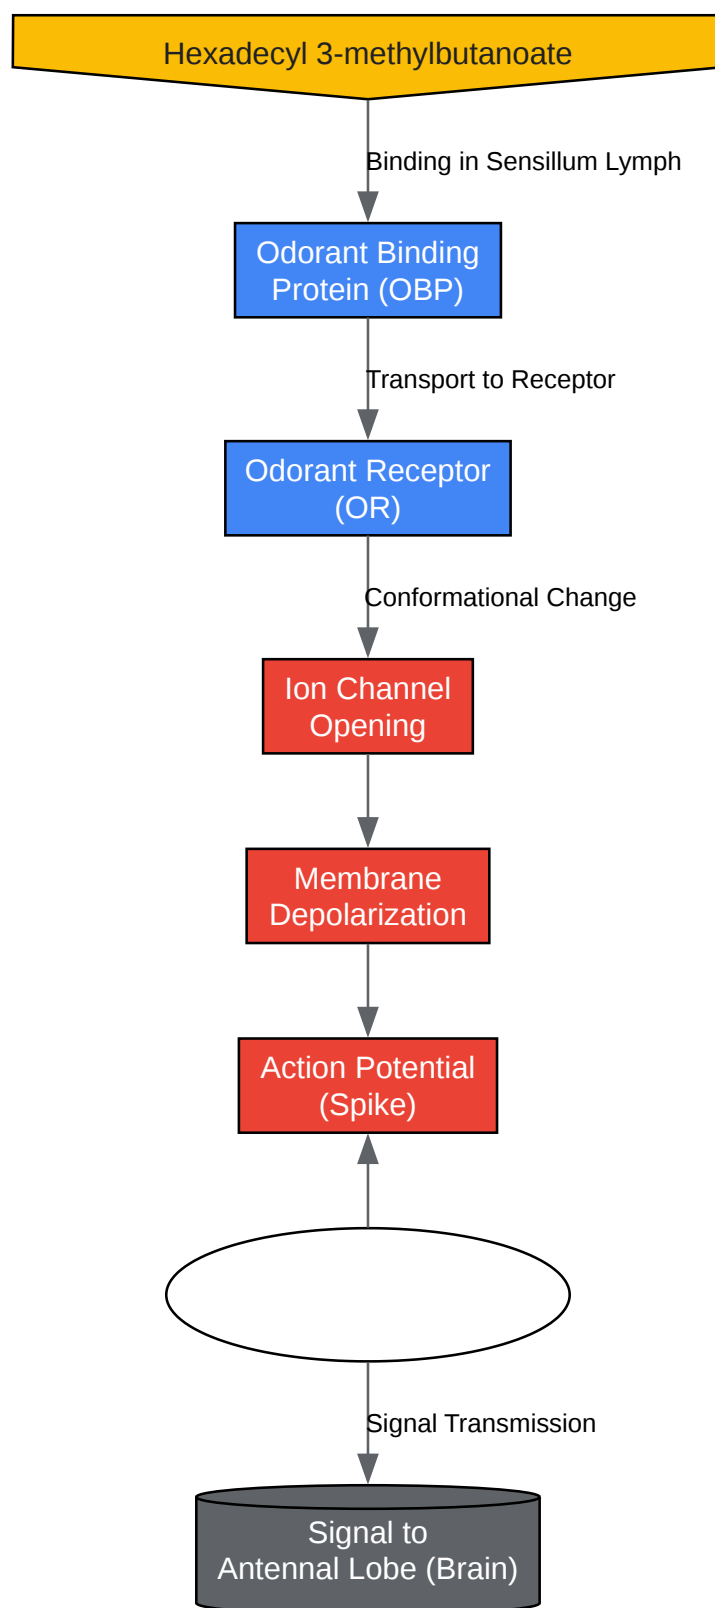 Hexadecyl 3-methylbutanoate
Binding in Sensillum Lymph
Odorant Binding
Protein (OBP)
Transport to Receptor
Odorant Receptor
(OR)
Conformational Change
Ion Channel
Opening
Membrane
Depolarization
Action Potential
(Spike)
Signal Transmission
Signal to
Antennal Lobe (Brain)